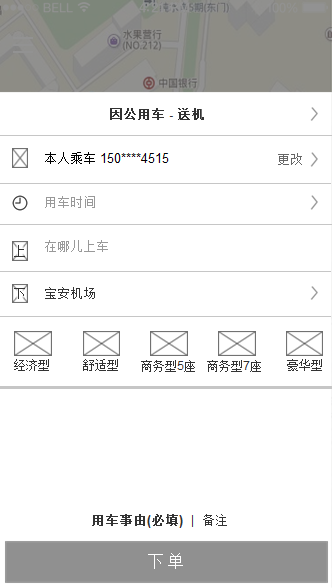 BELL
水果营行
(NO.212)
中国银行
因公用车 - 送机
本人乘车 150****4515 更改
用车时间
上 在哪儿上车
下 宝安机场
经济型 舒适型 商务型5座 商务型7座 豪华型
用车事由(必填) | 备注
下 单